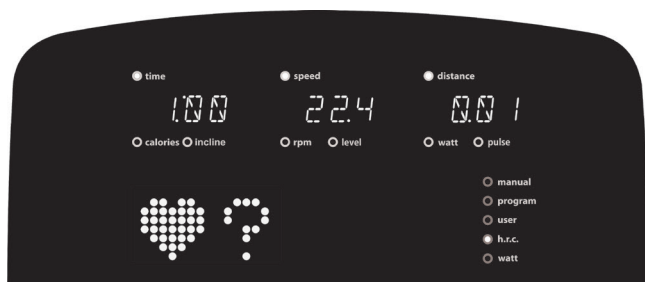 time speed distance
1:00 22.4 0.01
calories incline rpm level watt pulse
manual
program
user
h.r.c.
watt
?